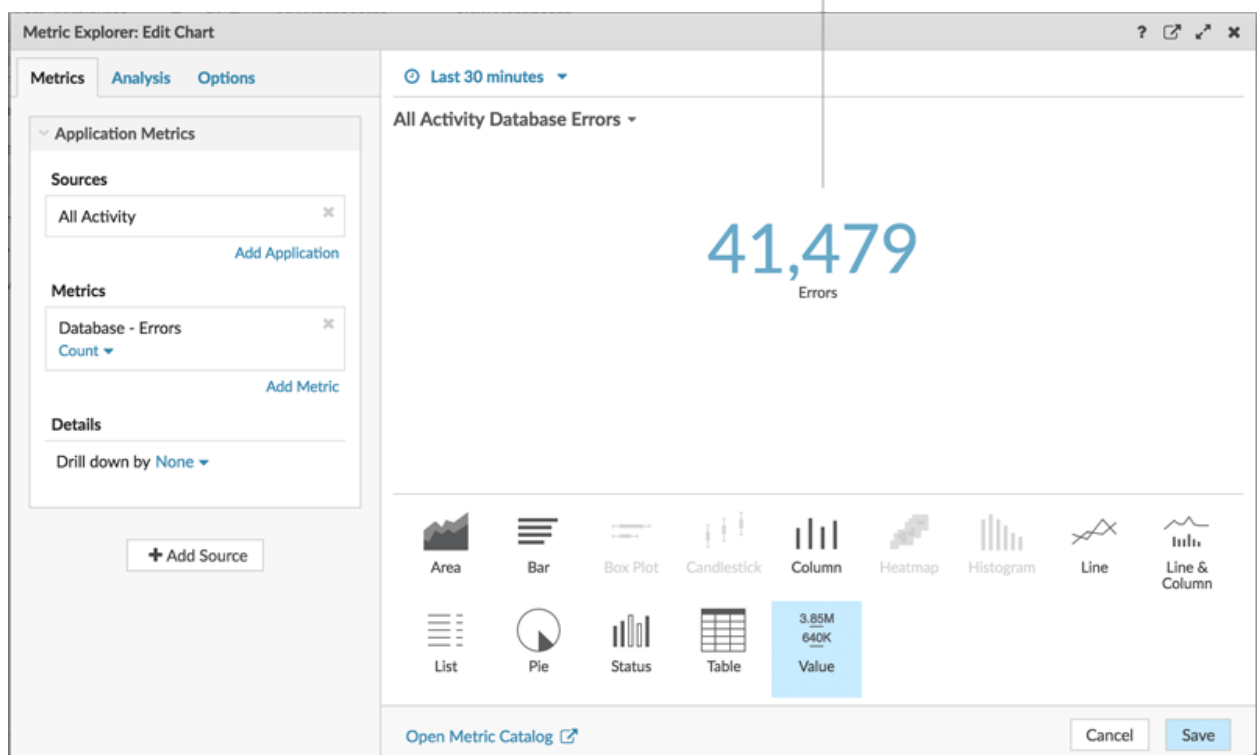 Metric Explorer: Edit Chart ?
Metrics Analysis Options
Last 30 minutes
Application Metrics
All Activity Database Errors
Sources
All Activity
Add Application
41,479
Errors
Metrics
Database - Errors
Count
Add Metric
Details
Drill down by None
+ Add Source
Area Bar Box Plot Candlestick Column Heatmap Histogram Line Line &
Column
3.85M
640K
List Pie Status Table Value
Open Metric Catalog
Cancel Save